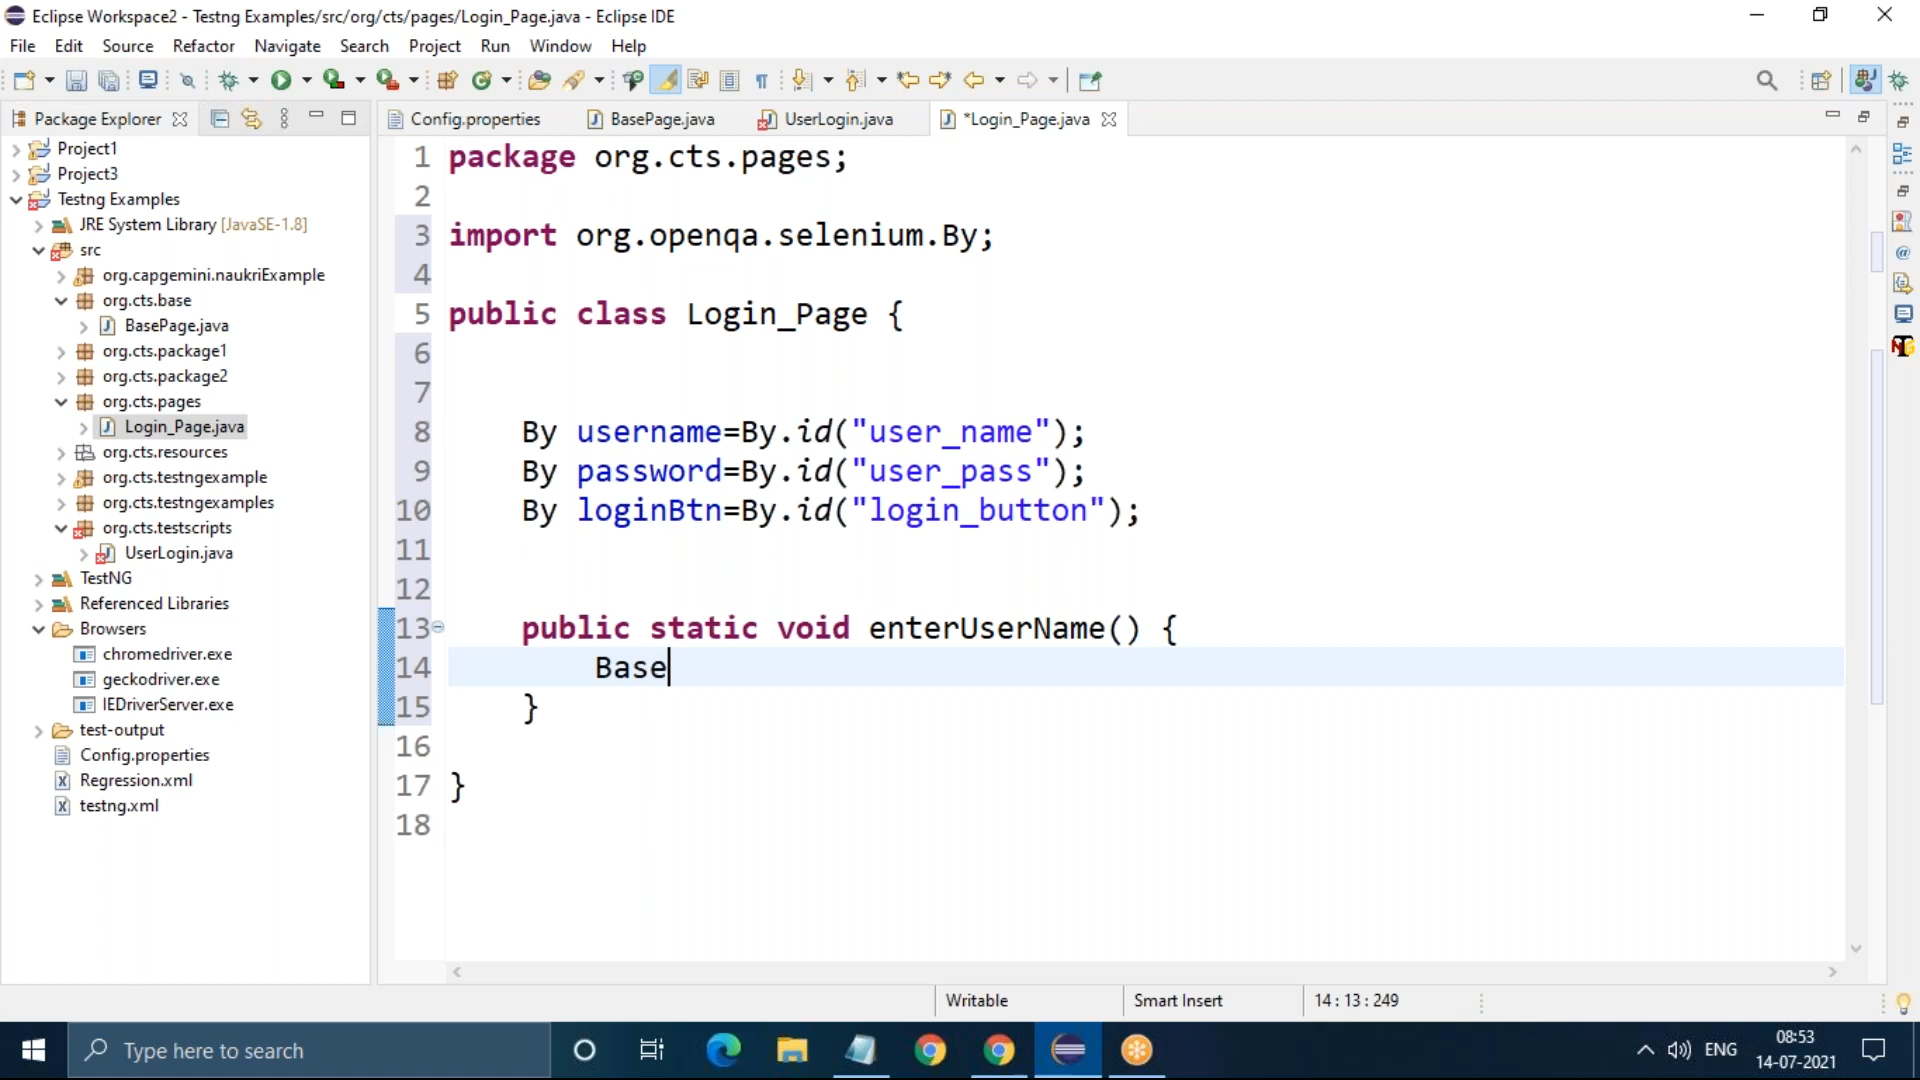 Eclipse Workspace2 - Testng Examples/src/org/cts/pages/Login_Page.java - Eclipse IDE
File Edit Source Refactor Navigate Search Project Run Window Help
Package Explorer
Config.properties BasePage.java UserLogin.java *Login_Page.java
Project1
Project3
Testng Examples
JRE System Library [JavaSE-1.8]
src
org.capgemini.naukriExample
org.cts.base
BasePage.java
org.cts.package1
org.cts.package2
org.cts.pages
Login_Page.java
org.cts.resources
org.cts.testngexample
org.cts.testngexamples
org.cts.testscripts
UserLogin.java
TestNG
Referenced Libraries
Browsers
chromedriver.exe
geckodriver.exe
IEDriverServer.exe
test-output
Config.properties
Regression.xml
testng.xml
1 package org.cts.pages;
2
3 import org.openqa.selenium.By;
4
5 public class Login_Page {
6
7
8 By username=By.id("user_name");
9 By password=By.id("user_pass");
10 By loginBtn=By.id("login_button");
11
12
13 public static void enterUserName() {
14 Base
15 }
16
17 }
18
Writable Smart Insert 14 : 13 : 249
Type here to search
ENG
08:53
14-07-2021